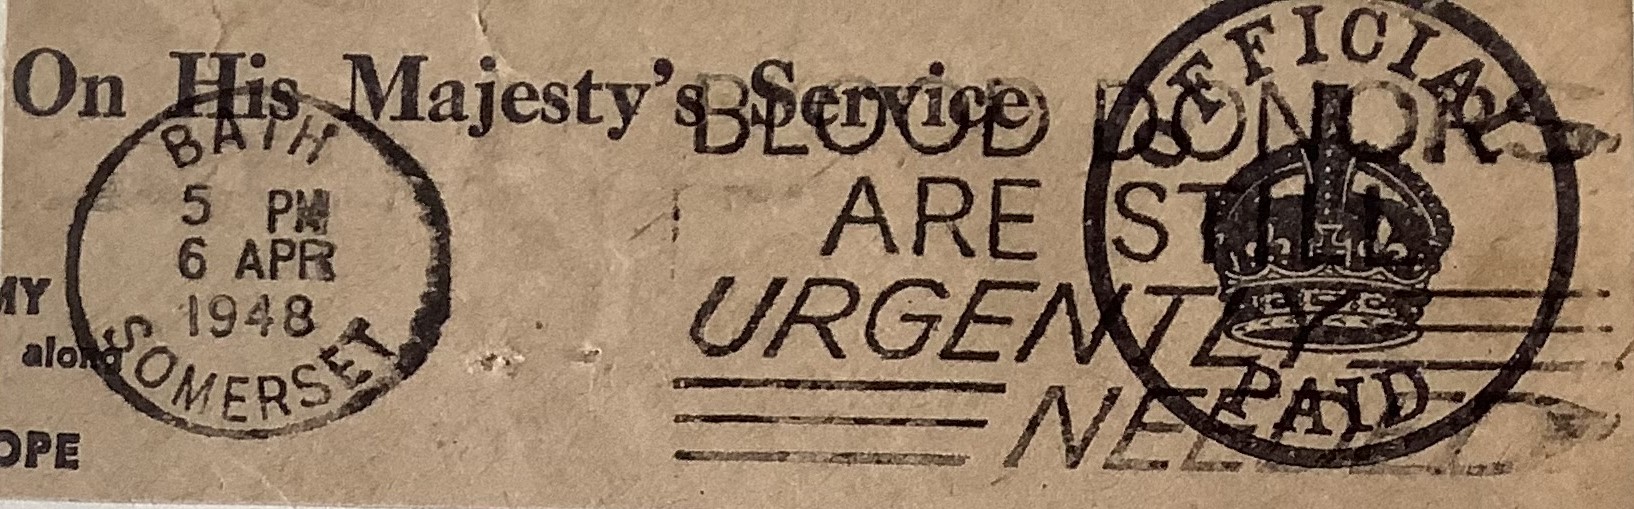 On His Majesty's Service
BATH
5 PM
6 APR
1948
SOMERSET
MY
along
OPE
BLOOD DONORS
ARE STILL
URGENTLY
NEEDED
OFFICIAL
PAID